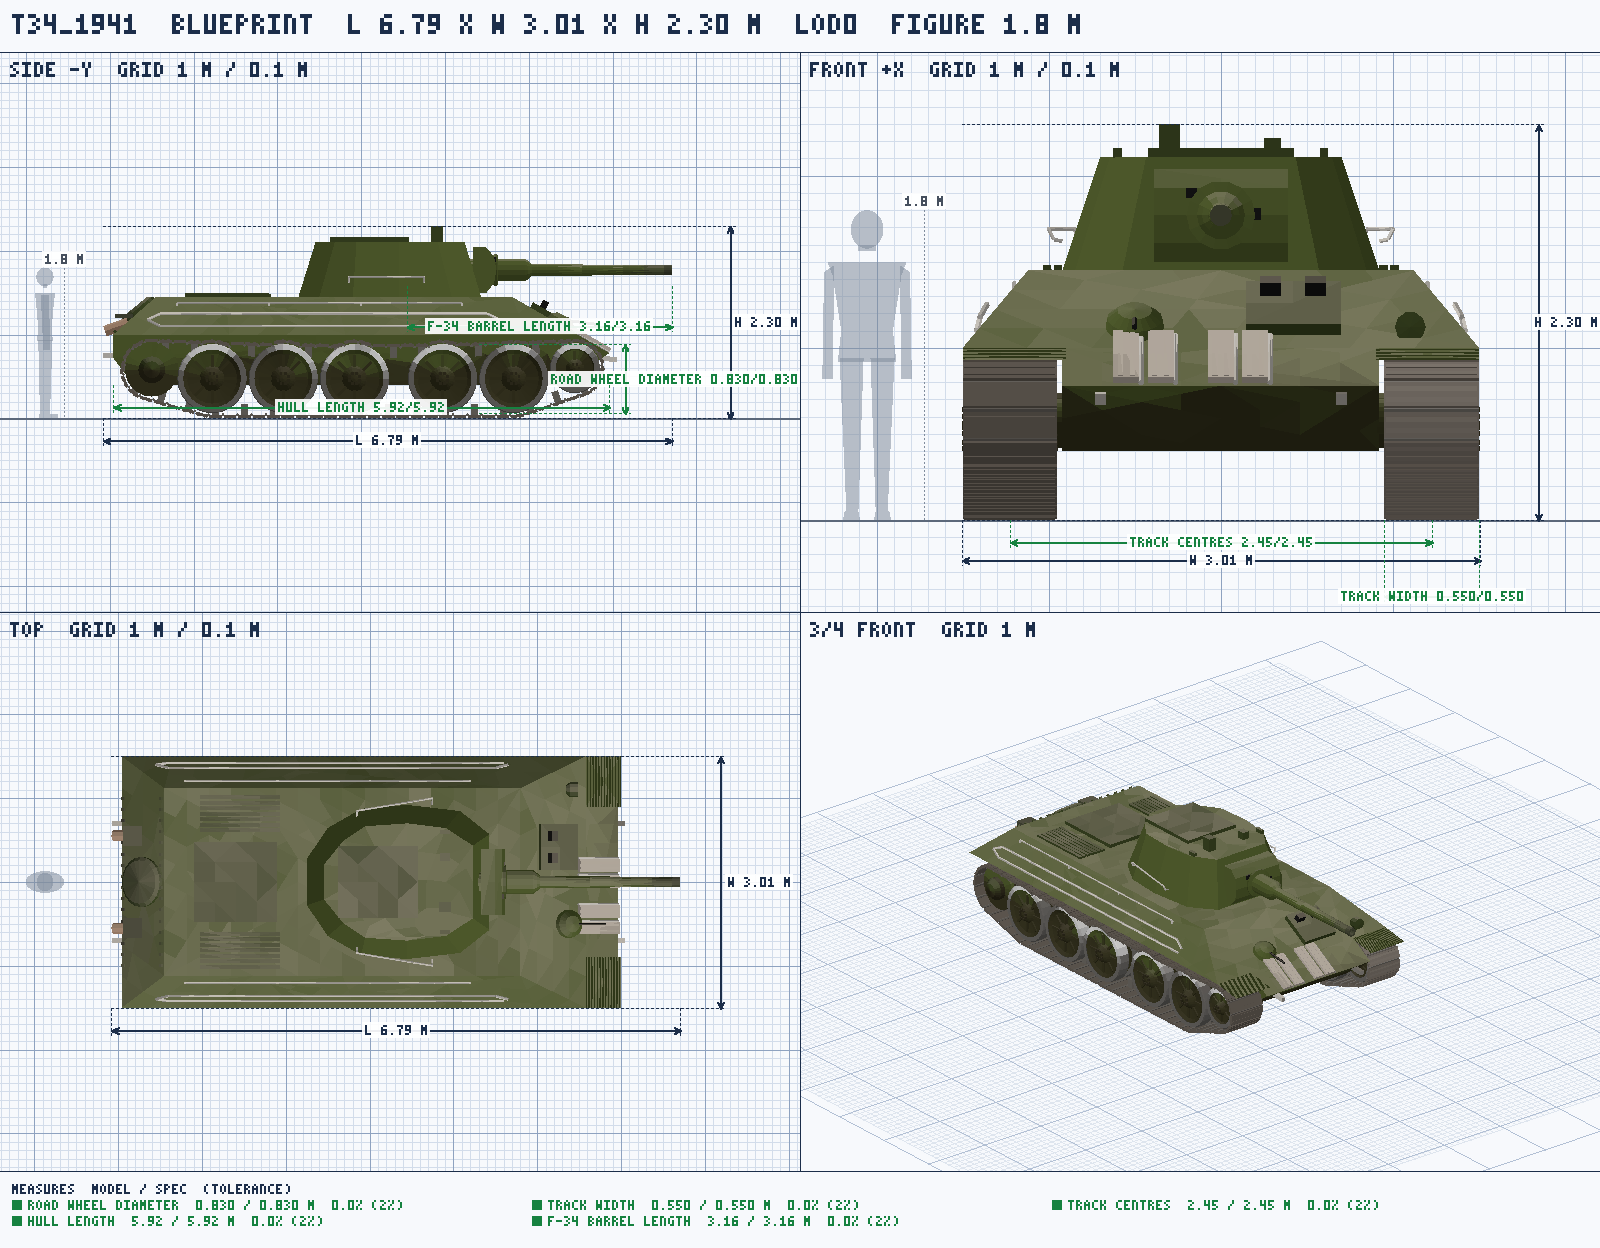 T34_1941 BLUEPRINT L 6.79 X W 3.01 X H 2.30 M LOD0 FIGURE 1.8 M
SIDE -Y GRID 1 M / 0.1 M
1.8 M
H 2.30 M
F-34 BARREL LENGTH 3.16/3.16
ROAD WHEEL DIAMETER 0.830/0.830
HULL LENGTH 5.92/5.92
L 6.79 M
FRONT +X GRID 1 M / 0.1 M
1.8 M
H 2.30 M
TRACK CENTRES 2.45/2.45
W 3.01 M
TRACK WIDTH 0.550/0.550
TOP GRID 1 M / 0.1 M
W 3.01 M
L 6.79 M
3/4 FRONT GRID 1 M
MEASURES MODEL / SPEC (TOLERANCE)
ROAD WHEEL DIAMETER 0.830 / 0.830 M 0.0% (2%)
TRACK WIDTH 0.550 / 0.550 M 0.0% (2%)
TRACK CENTRES 2.45 / 2.45 M 0.0% (2%)
HULL LENGTH 5.92 / 5.92 M 0.0% (2%)
F-34 BARREL LENGTH 3.16 / 3.16 M 0.0% (2%)